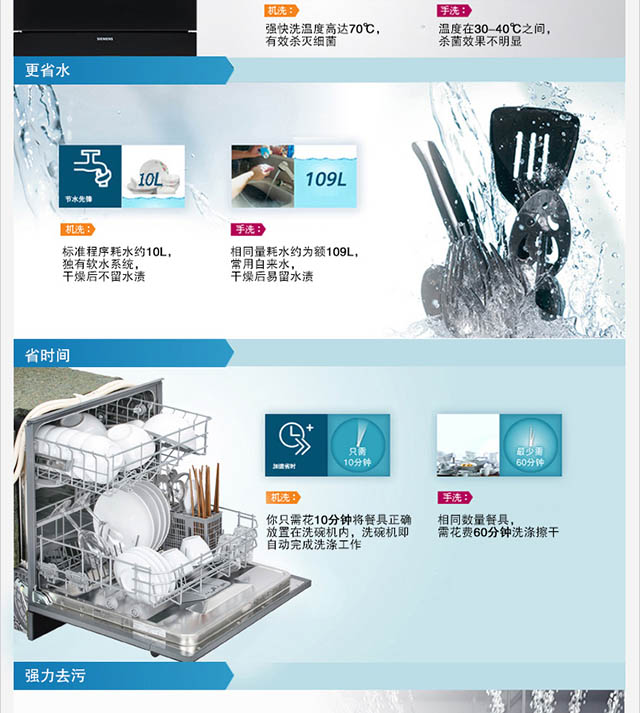 SIEMENS
机洗：
强快洗温度高达70℃，
有效杀灭细菌
手洗：
温度在30-40℃之间，
杀菌效果不明显
更省水
节水先锋
10L
109L
机洗：
标准程序耗水约10L，
独有软水系统，
干燥后不留水渍
手洗：
相同量耗水约为额109L，
常用自来水，
干燥后易留水渍
省时间
加速省时
只需
10分钟
最少需
60分钟
机洗：
你只需花10分钟将餐具正确
放置在洗碗机内，洗碗机即
自动完成洗涤工作
手洗：
相同数量餐具，
需花费60分钟洗涤擦干
强力去污